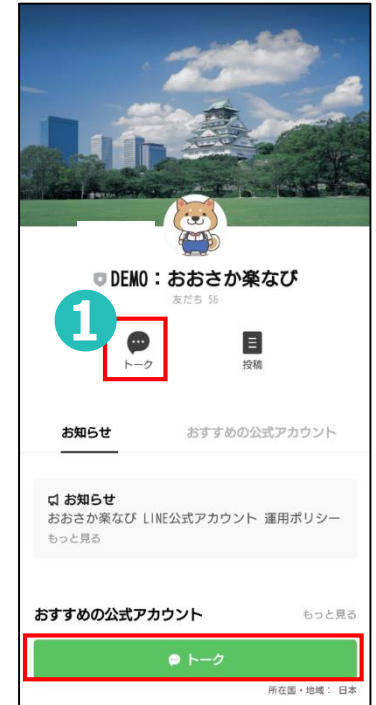 DEMO：おおさか楽なび
友だち 56
1
トーク
投稿
お知らせ
おすすめの公式アカウント
お知らせ
おおさか楽なび LINE公式アカウント 運用ポリシー
もっと見る
おすすめの公式アカウント
もっと見る
トーク
所在国・地域： 日本